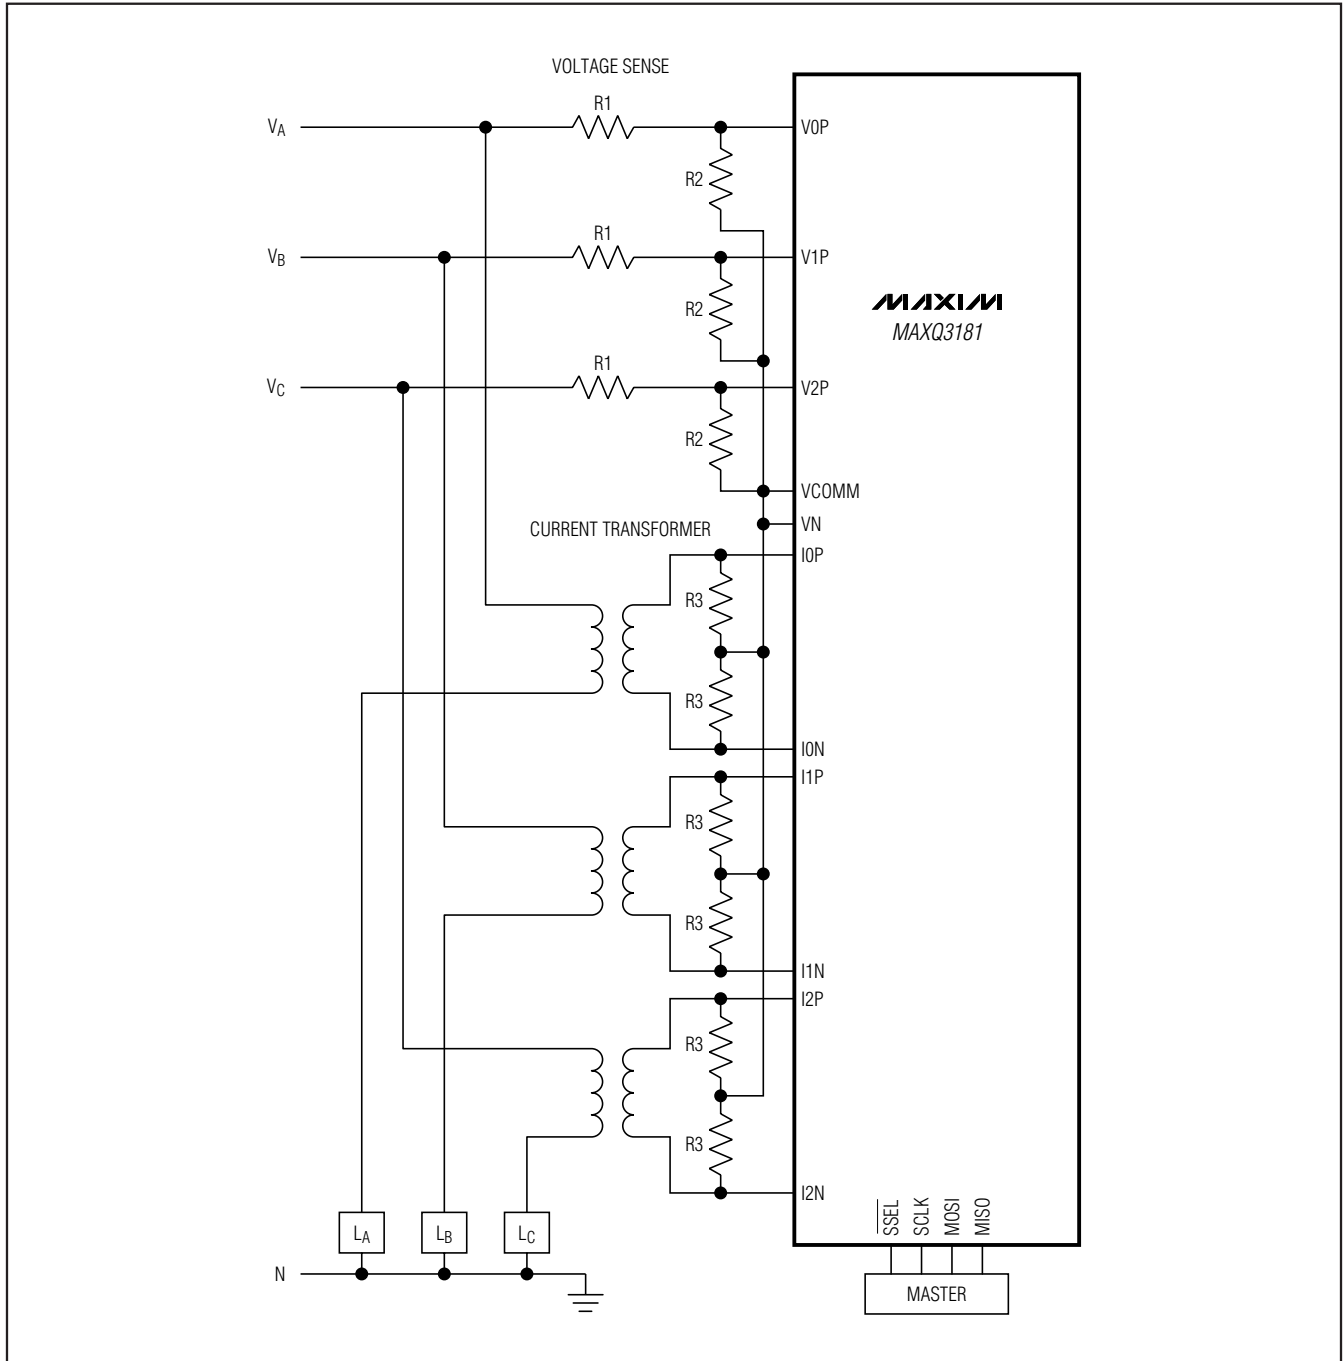 VOLTAGE SENSE
R1
VA
V0P
R2
R1
VB
V1P
MAXIM
R2
MAXQ3181
R1
VC
V2P
R2
VCOMM
CURRENT TRANSFORMER
VN
I0P
R3
R3
I0N
I1P
R3
R3
I1N
I2P
R3
R3
I2N
SSEL
SCLK
MOSI
MISO
LA
LB
LC
N
MASTER